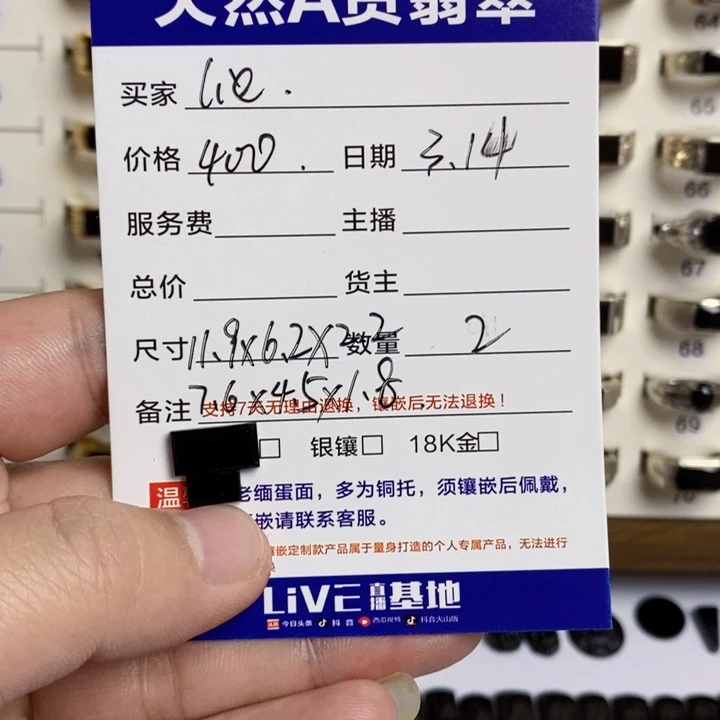 天然A货翡翠
买家
价格 400. 日期 3.14
服务费 主播
总价 货主
尺寸 11.9x6.2x2.2 数量 2
7.6x4.5x1.8
备注 支持7天无理由退换，镶嵌后无法退换！
银镶 18K金
温 老缅蛋面，多为铜托，须镶嵌后佩戴，
嵌请联系客服。
镶嵌定制款产品属于量身打造的个人专属产品，无法进行
换
LiVE 直播 基地
头条 今日头条 抖音 西瓜视频 抖音火山版
64
65
66
67
68
69